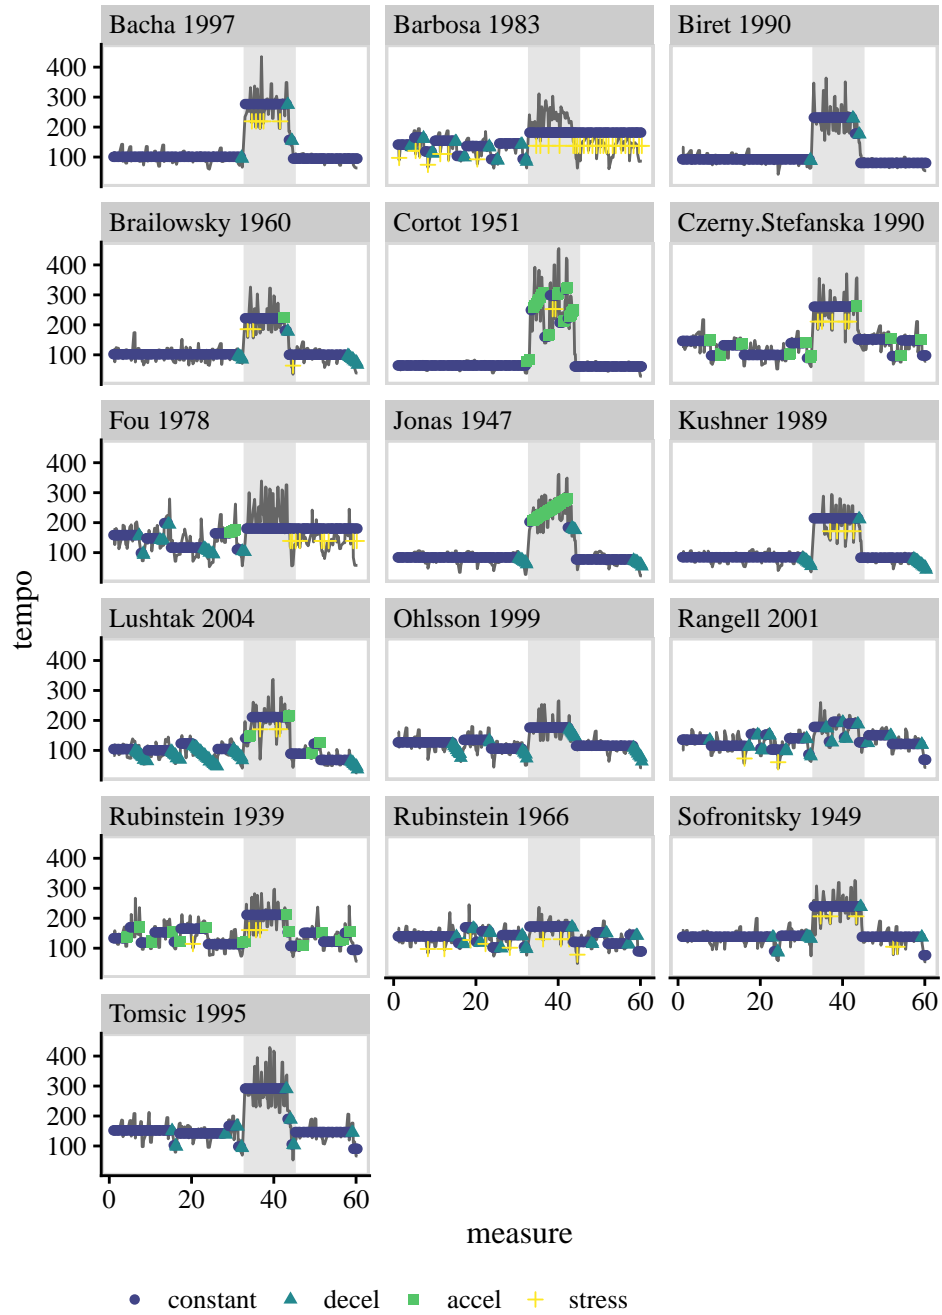 Bacha 1997
Barbosa 1983
Biret 1990
400
300
200
100
Brailowsky 1960
Cortot 1951
Czerny.Stefanska 1990
400
300
200
100
Fou 1978
Jonas 1947
Kushner 1989
400
300
200
100
tempo
Lushtak 2004
Ohlsson 1999
Rangell 2001
400
300
200
100
Rubinstein 1939
Rubinstein 1966
Sofronitsky 1949
400
300
200
100
0 20 40 60
0 20 40 60
Tomsic 1995
400
300
200
100
0 20 40 60
measure
constant decel accel stress